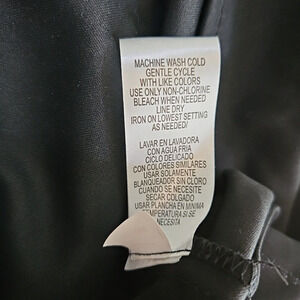 MACHINE WASH COLD
GENTLE CYCLE
WITH LIKE COLORS
USE ONLY NON-CHLORINE
BLEACH WHEN NEEDED
LINE DRY
IRON ON LOWEST SETTING
AS NEEDED/
LAVAR EN LAVADORA
CON AGUA FRIA
CICLO DELICADO
CON COLORES SIMILARES
USAR SOLAMENTE
BLANQUEADOR SIN CLORO
CUANDO SE NECESITE
SECAR COLGADO
USAR PLANCHA EN MINIMA
TEMPERATURA SI SE
NECESITA